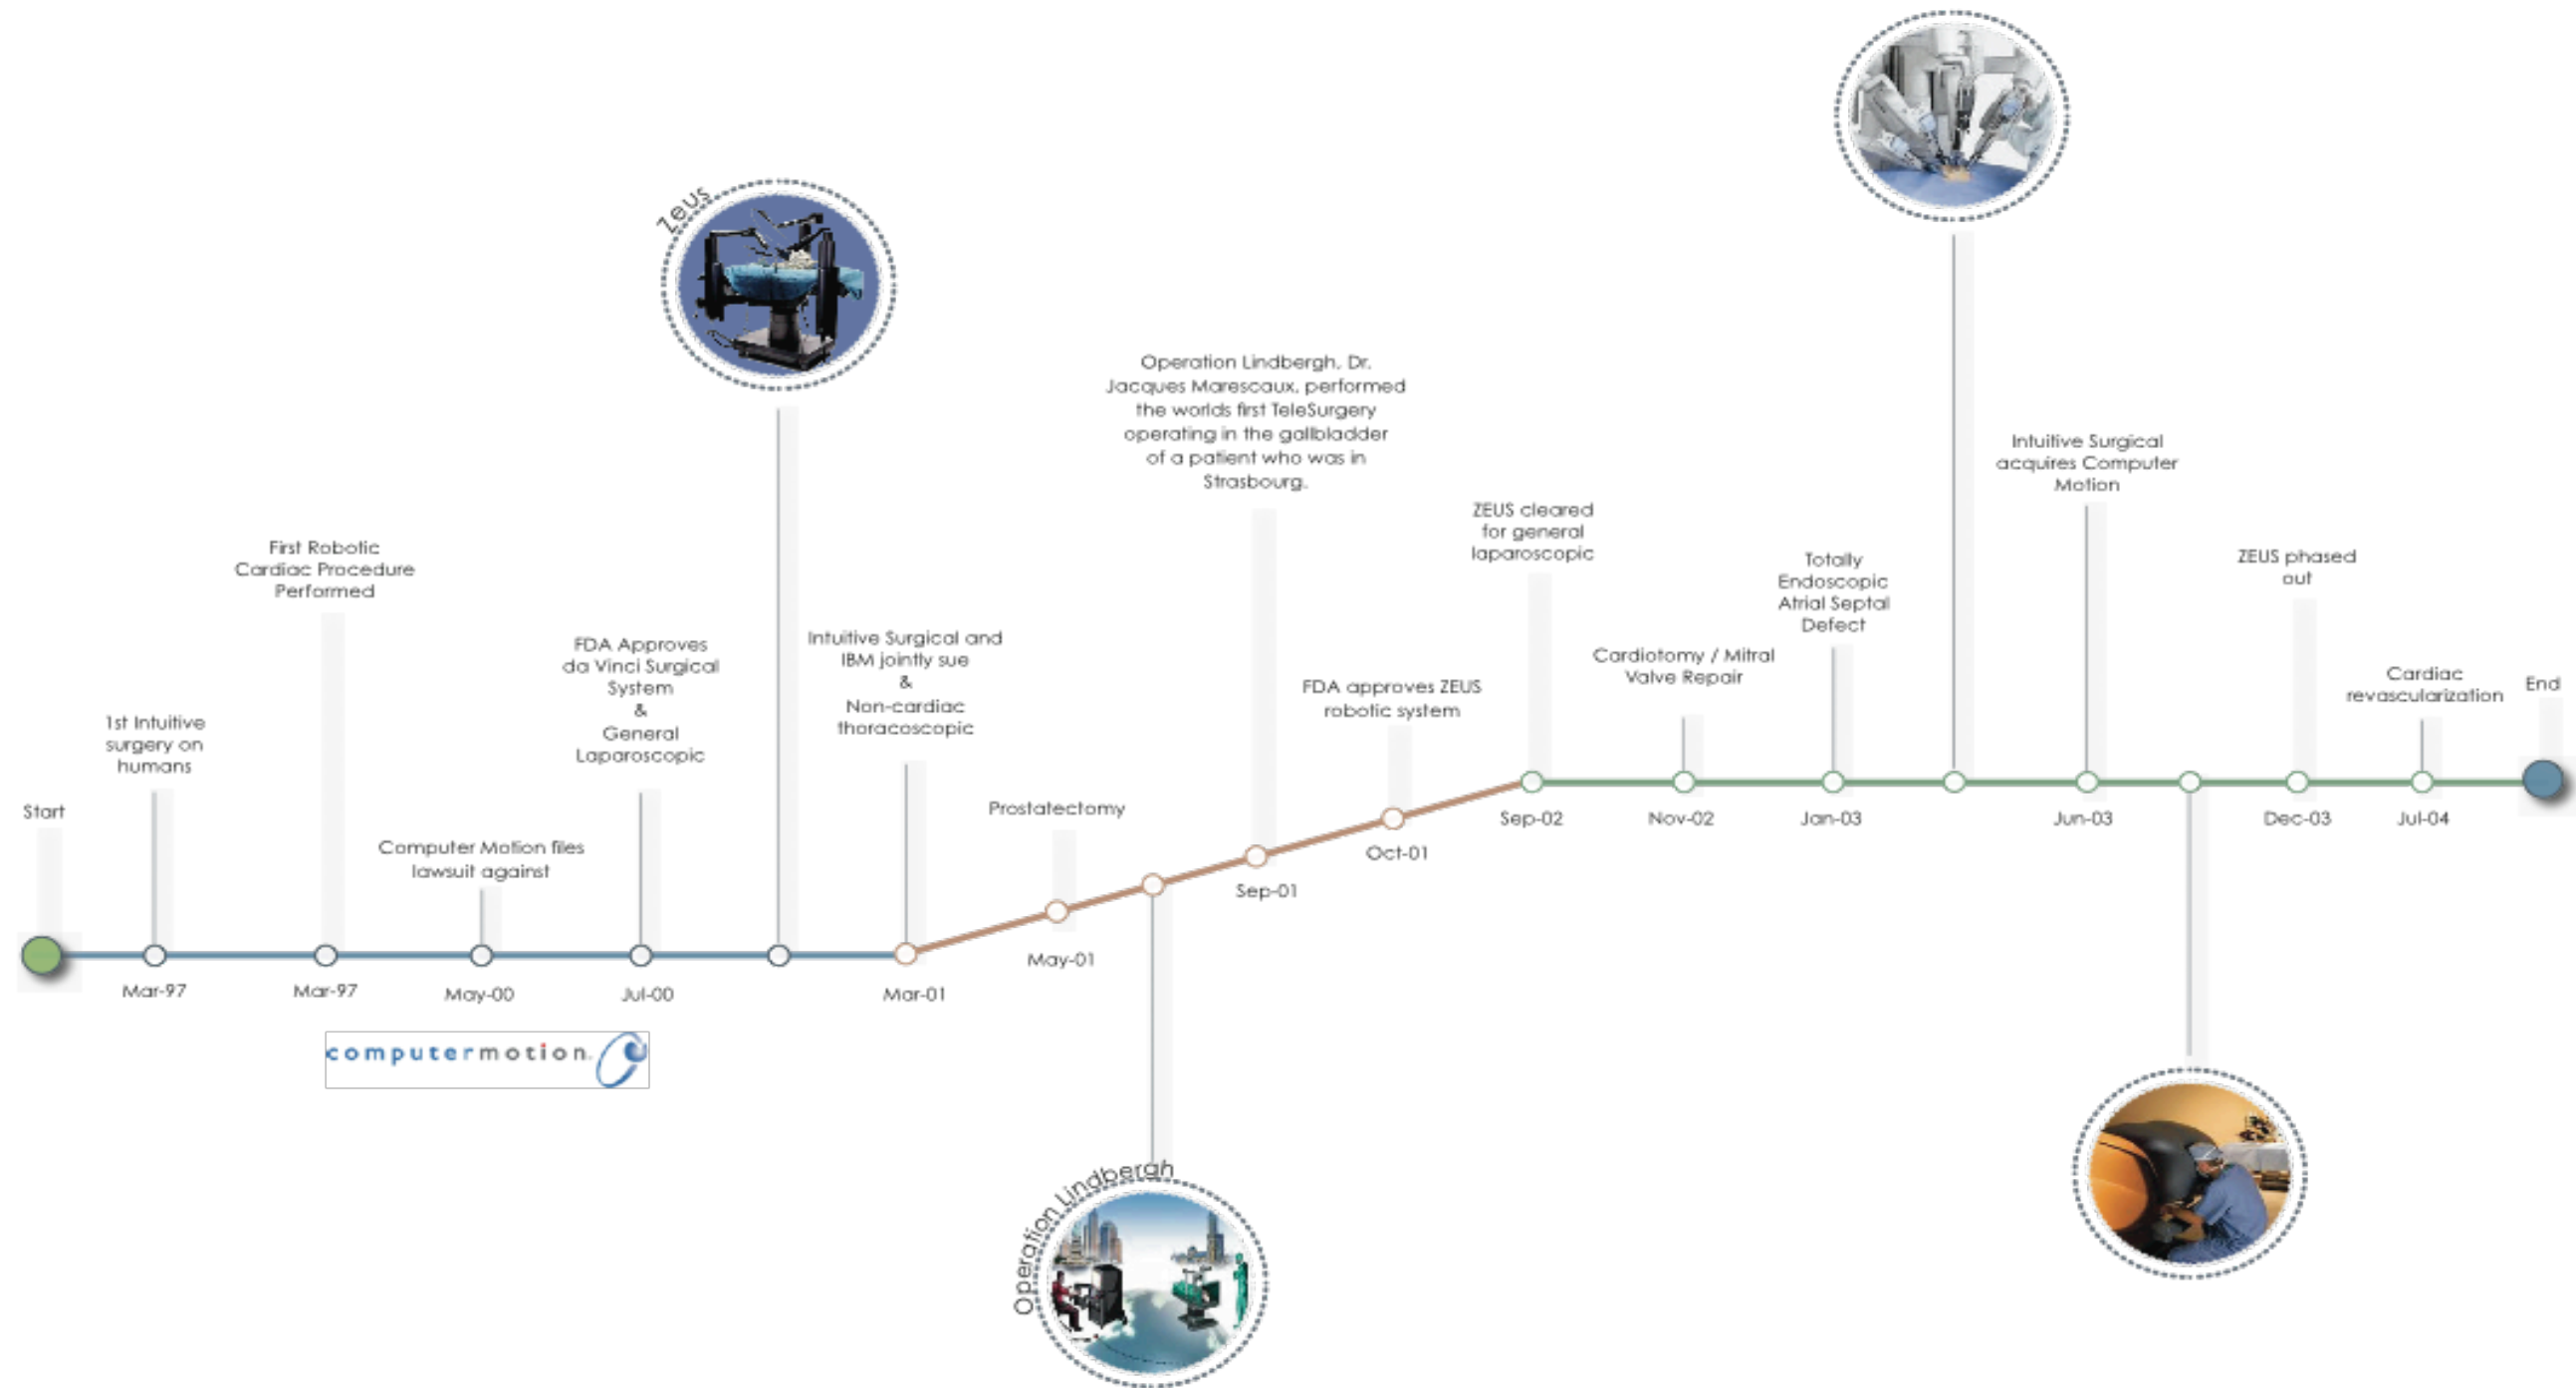 Zeus
Operation Lindbergh, Dr.
Jacques Marescaux, performed
the worlds first TeleSurgery
operating in the gallbladder
of a patient who was in
Strasbourg.
Intuitive Surgical
acquires Computer
Motion
ZEUS cleared
for general
laparoscopic
First Robotic
Cardiac Procedure
Performed
Totally
Endoscopic
Atrial Septal
Defect
ZEUS phased
out
FDA Approves
da Vinci Surgical
System
&
General
Laparoscopic
Intuitive Surgical and
IBM jointly sue
&
Non-cardiac
thoracoscopic
Cardiotomy / Mitral
Valve Repair
FDA approves ZEUS
robotic system
Cardiac
revascularization
End
1st Intuitive
surgery on
humans
Start
Prostatectomy
Computer Motion files
lawsuit against
Sep-02
Nov-02
Jan-03
Jun-03
Dec-03
Jul-04
Oct-01
Sep-01
May-01
Mar-97
Mar-97
May-00
Jul-00
Mar-01
computermotion.
Operation Lindbergh